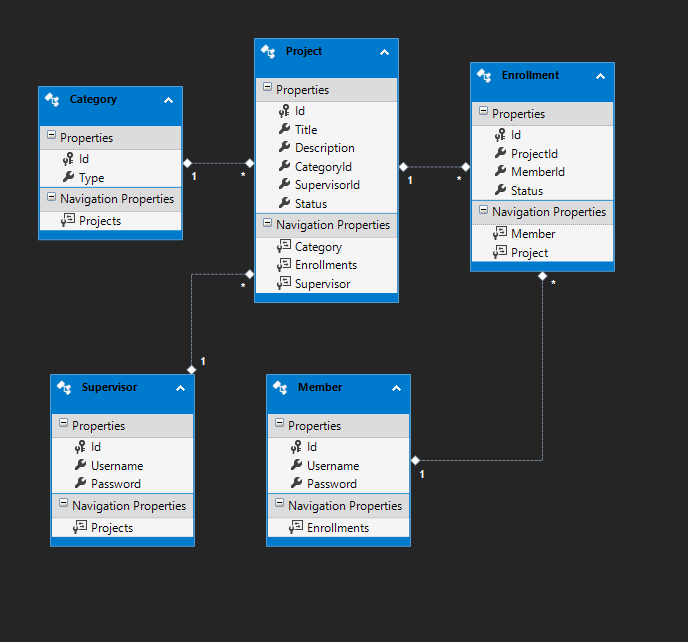 Category
Properties
Id
Type
Navigation Properties
Projects
1
*
Project
Properties
Id
Title
Description
CategoryId
SupervisorId
Status
Navigation Properties
Category
Enrollments
Supervisor
1
*
Enrollment
Properties
Id
ProjectId
MemberId
Status
Navigation Properties
Member
Project
*
*
1
Supervisor
Properties
Id
Username
Password
Navigation Properties
Projects
Member
Properties
Id
Username
Password
Navigation Properties
Enrollments
1